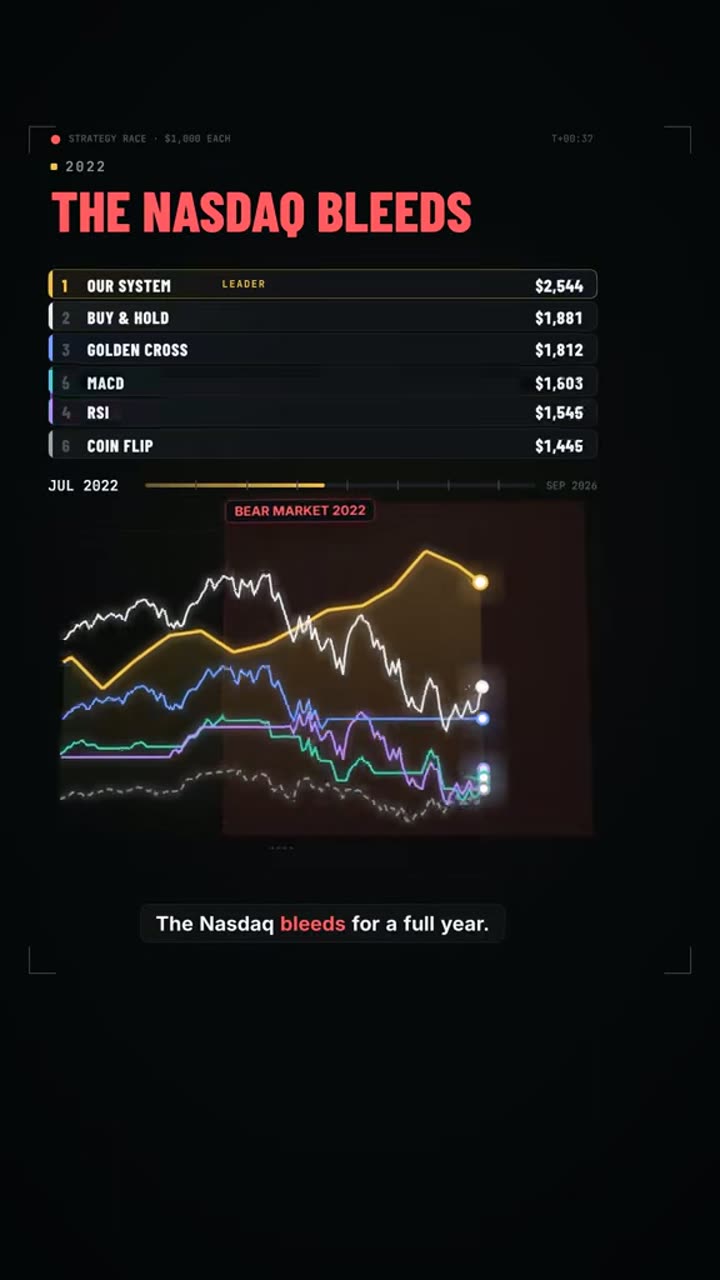 STRATEGY RACE · $1,000 EACH T+00:37
2022
THE NASDAQ BLEEDS
1 OUR SYSTEM LEADER $2,544
2 BUY & HOLD $1,881
3 GOLDEN CROSS $1,812
5 MACD $1,603
4 RSI $1,545
6 COIN FLIP $1,445
JUL 2022 SEP 2026
BEAR MARKET 2022
The Nasdaq bleeds for a full year.